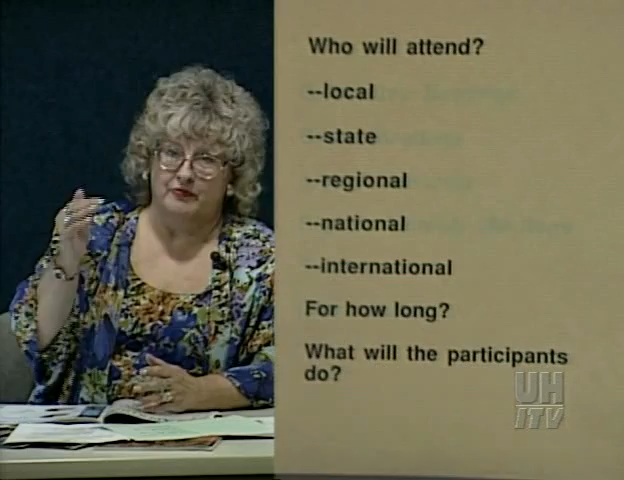 Who will attend?
--local
--state
--regional
--national
--international
For how long?
What will the participants
do?
UH
ITV